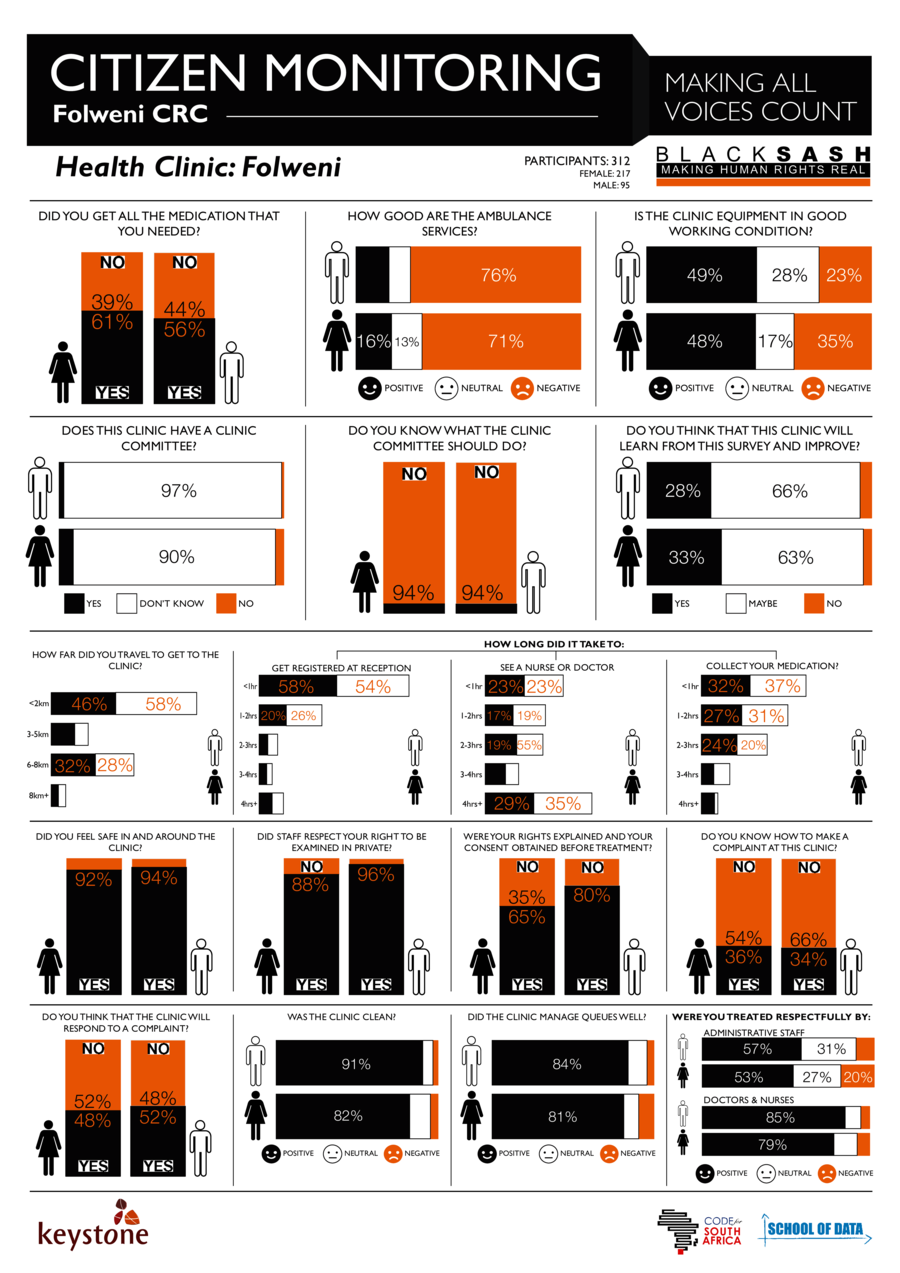 CITIZEN MONITORING
Folweni CRC
MAKING ALL
VOICES COUNT
Health Clinic: Folweni
PARTICIPANTS: 312
FEMALE: 217
MALE: 95
BLACKSASH
MAKING HUMAN RIGHTS REAL
DID YOU GET ALL THE MEDICATION THAT
YOU NEEDED?
NO NO
39% 44%
61% 56%
YES YES
HOW GOOD ARE THE AMBULANCE
SERVICES?
76%
16% 13% 71%
POSITIVE NEUTRAL NEGATIVE
IS THE CLINIC EQUIPMENT IN GOOD
WORKING CONDITION?
49% 28% 23%
48% 17% 35%
POSITIVE NEUTRAL NEGATIVE
DOES THIS CLINIC HAVE A CLINIC
COMMITTEE?
97%
90%
YES DON'T KNOW NO
DO YOU KNOW WHAT THE CLINIC
COMMITTEE SHOULD DO?
NO NO
94% 94%
DO YOU THINK THAT THIS CLINIC WILL
LEARN FROM THIS SURVEY AND IMPROVE?
28% 66%
33% 63%
YES MAYBE NO
HOW FAR DID YOU TRAVEL TO GET TO THE
CLINIC?
<2km 46% 58%
3-5km
6-8km 32% 28%
8km+
HOW LONG DID IT TAKE TO:
GET REGISTERED AT RECEPTION
<1hr 58% 54%
1-2hrs 20% 26%
2-3hrs
3-4hrs
4hrs+
SEE A NURSE OR DOCTOR
<1hr 23% 23%
1-2hrs 17% 19%
2-3hrs 19% 55%
3-4hrs
4hrs+ 29% 35%
COLLECT YOUR MEDICATION?
<1hr 32% 37%
1-2hrs 27% 31%
2-3hrs 24% 20%
3-4hrs
4hrs+
DID YOU FEEL SAFE IN AND AROUND THE
CLINIC?
92% 94%
YES YES
DID STAFF RESPECT YOUR RIGHT TO BE
EXAMINED IN PRIVATE?
NO
88% 96%
YES YES
WERE YOUR RIGHTS EXPLAINED AND YOUR
CONSENT OBTAINED BEFORE TREATMENT?
NO NO
35% 80%
65%
YES YES
DO YOU KNOW HOW TO MAKE A
COMPLAINT AT THIS CLINIC?
NO NO
54% 66%
36% 34%
YES YES
DO YOU THINK THAT THE CLINIC WILL
RESPOND TO A COMPLAINT?
NO NO
52% 48%
48% 52%
YES YES
WAS THE CLINIC CLEAN?
91%
82%
POSITIVE NEUTRAL NEGATIVE
DID THE CLINIC MANAGE QUEUES WELL?
84%
81%
POSITIVE NEUTRAL NEGATIVE
WERE YOU TREATED RESPECTFULLY BY:
ADMINISTRATIVE STAFF
57% 31%
53% 27% 20%
DOCTORS & NURSES
85%
79%
POSITIVE NEUTRAL NEGATIVE
keystone
CODE for
SOUTH
AFRICA
SCHOOL OF DATA